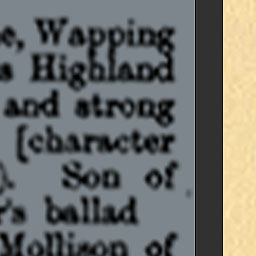 e, Wapping
s Highland
and strong
[character
). Son of
r's ballad
Mollison of